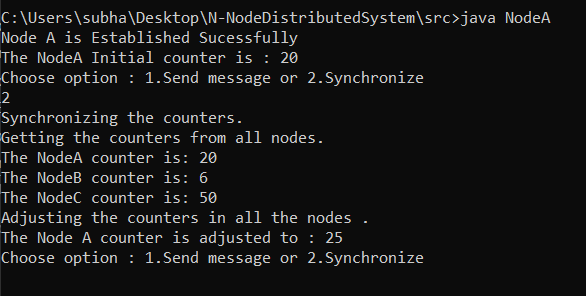 C:\Users\subha\Desktop\N-NodeDistributedSystem\src>java NodeA
Node A is Established Sucessfully
The NodeA Initial counter is : 20
Choose option : 1.Send message or 2.Synchronize
2
Synchronizing the counters.
Getting the counters from all nodes.
The NodeA counter is: 20
The NodeB counter is: 6
The NodeC counter is: 50
Adjusting the counters in all the nodes .
The Node A counter is adjusted to : 25
Choose option : 1.Send message or 2.Synchronize